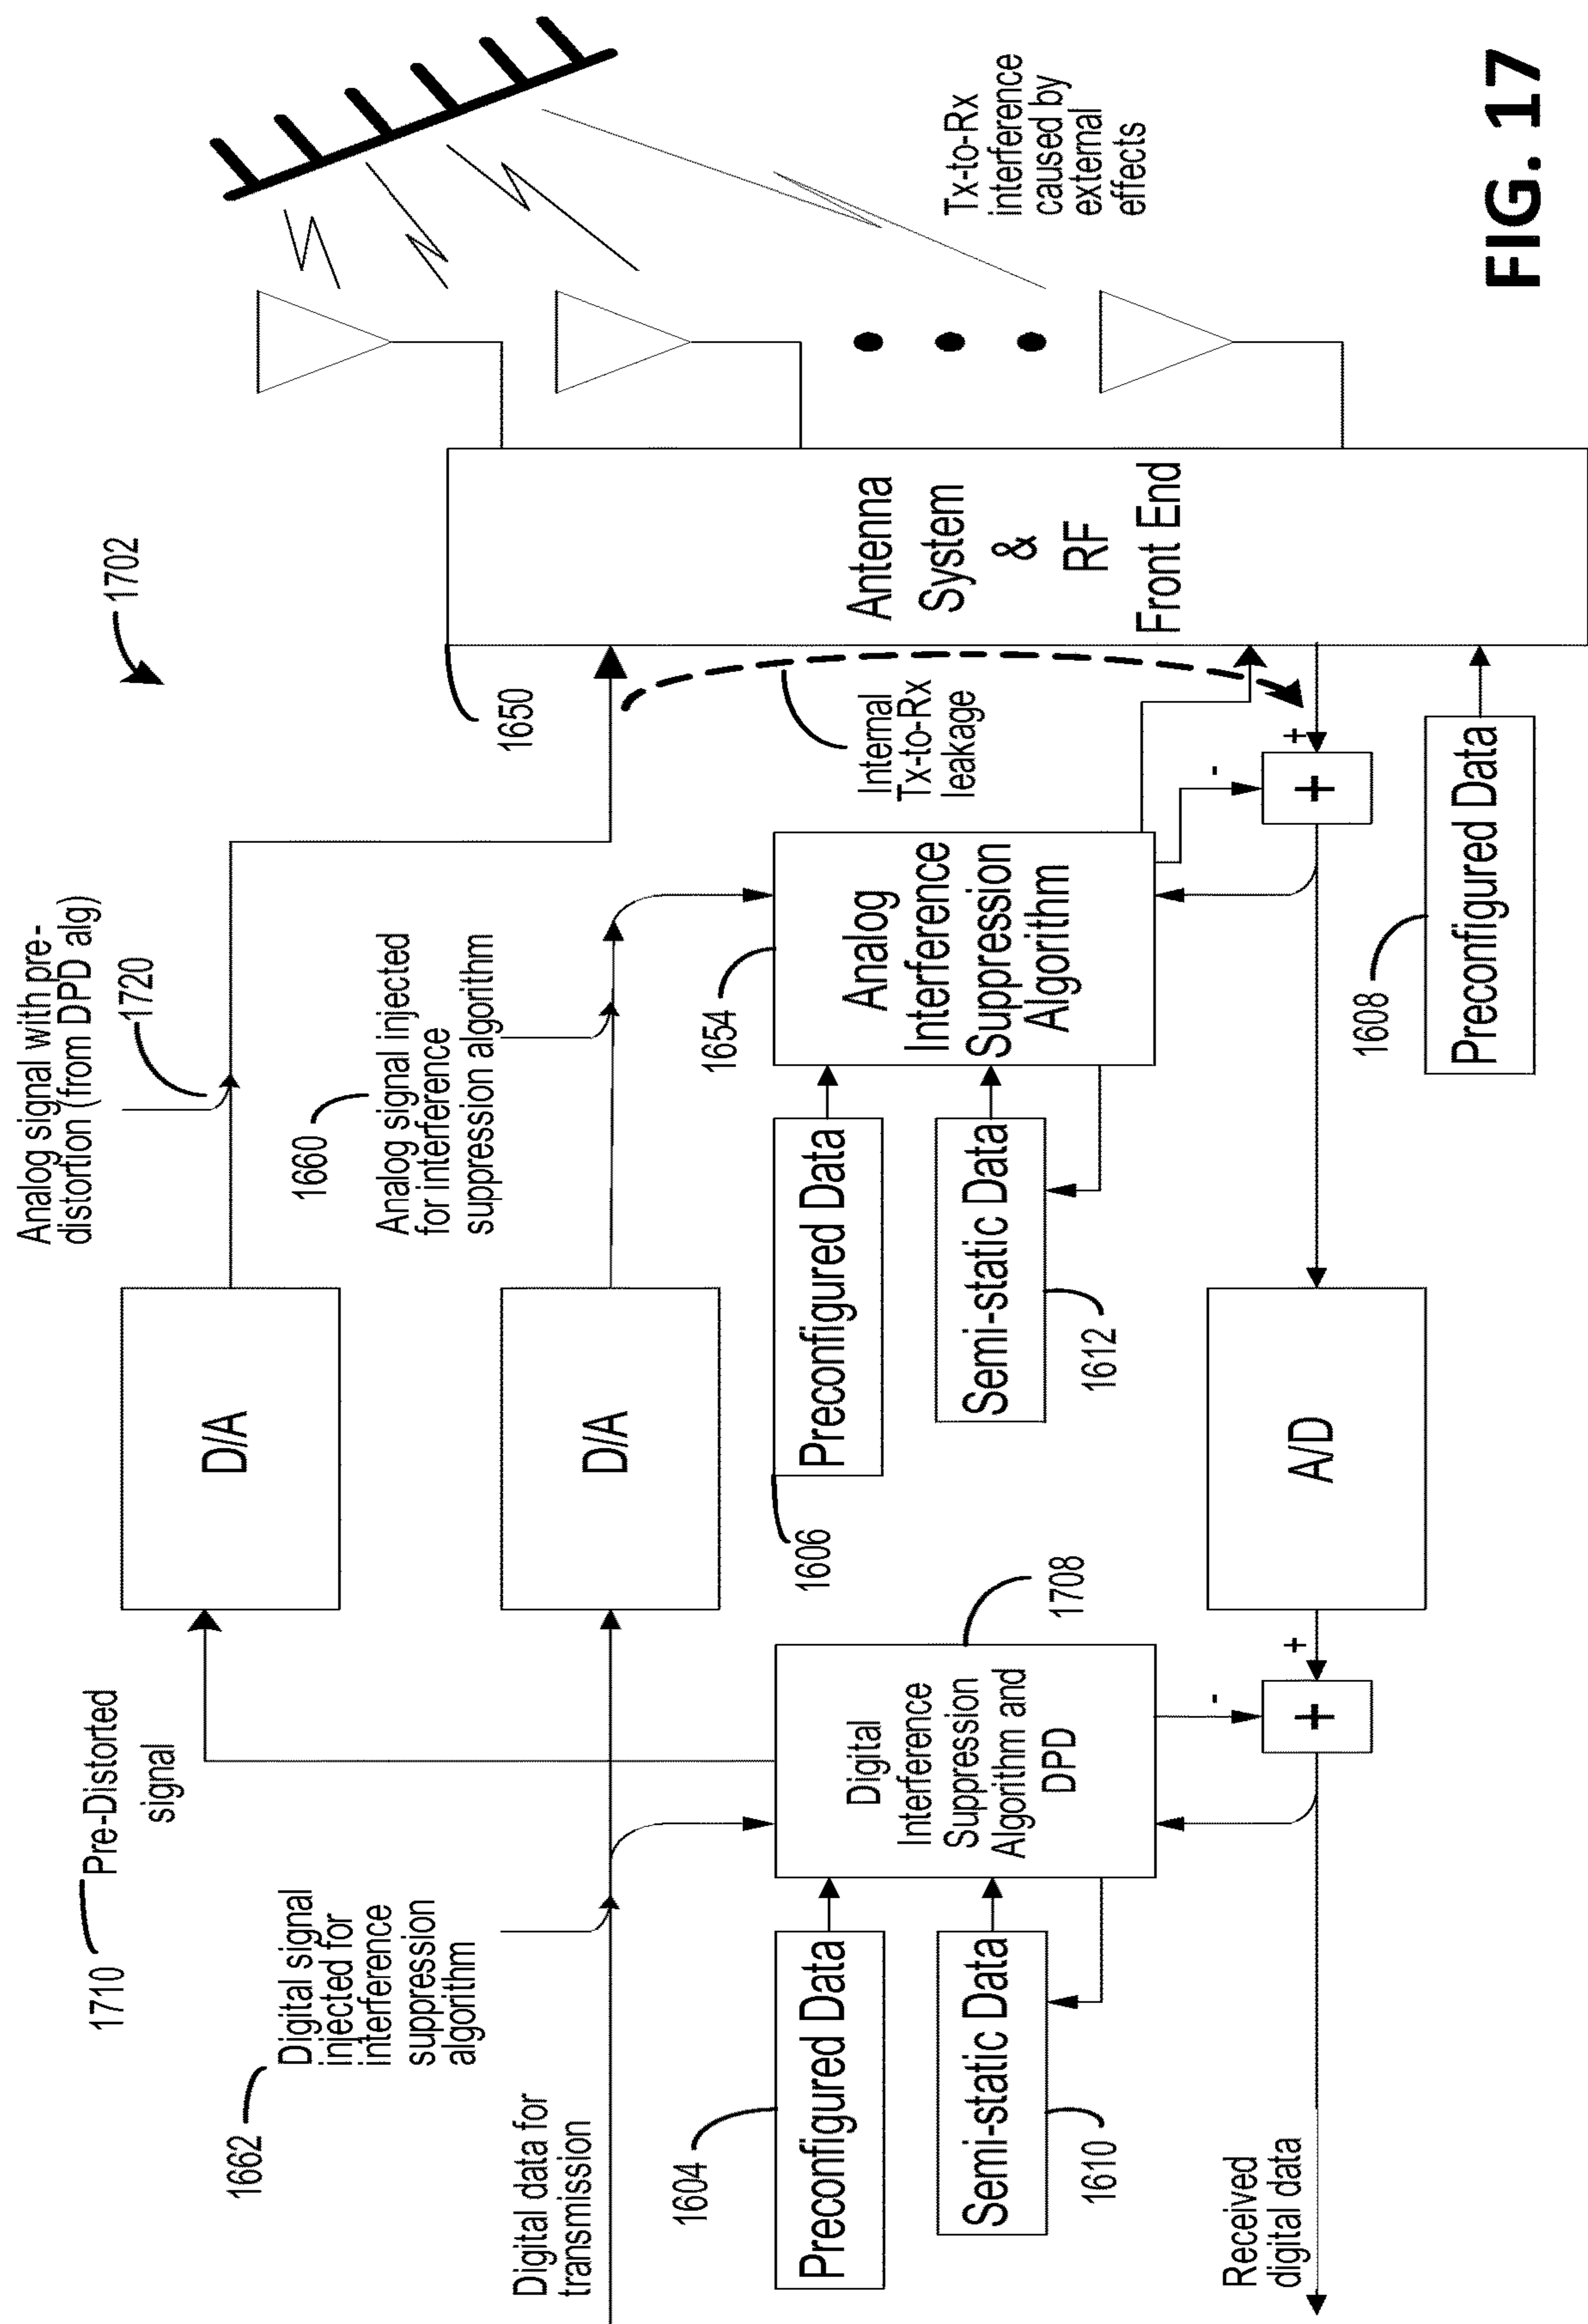 1702
Analog signal with pre-
distortion (from DPD alg)
1720
1710
Pre-Distorted
signal
D/A
1650
1660
Analog signal injected
for interference
suppression algorithm
1662
Digital signal
injected for
interference
suppression
algorithm
D/A
Digital data for
transmission
Internal
Tx-to-Rx
leakage
Antenna
System
&
RF
Front End
Tx-to-Rx
interference
caused by
external
effects
1604
Preconfigured Data
Semi-static Data
1610
Digital
Interference
Suppression
Algorithm and
DPD
1708
1606
Preconfigured Data
Semi-static Data
1612
1654
Analog
Interference
Suppression
Algorithm
-
+
+
-
+
+
A/D
Received
digital data
1608
Preconfigured Data
FIG. 17